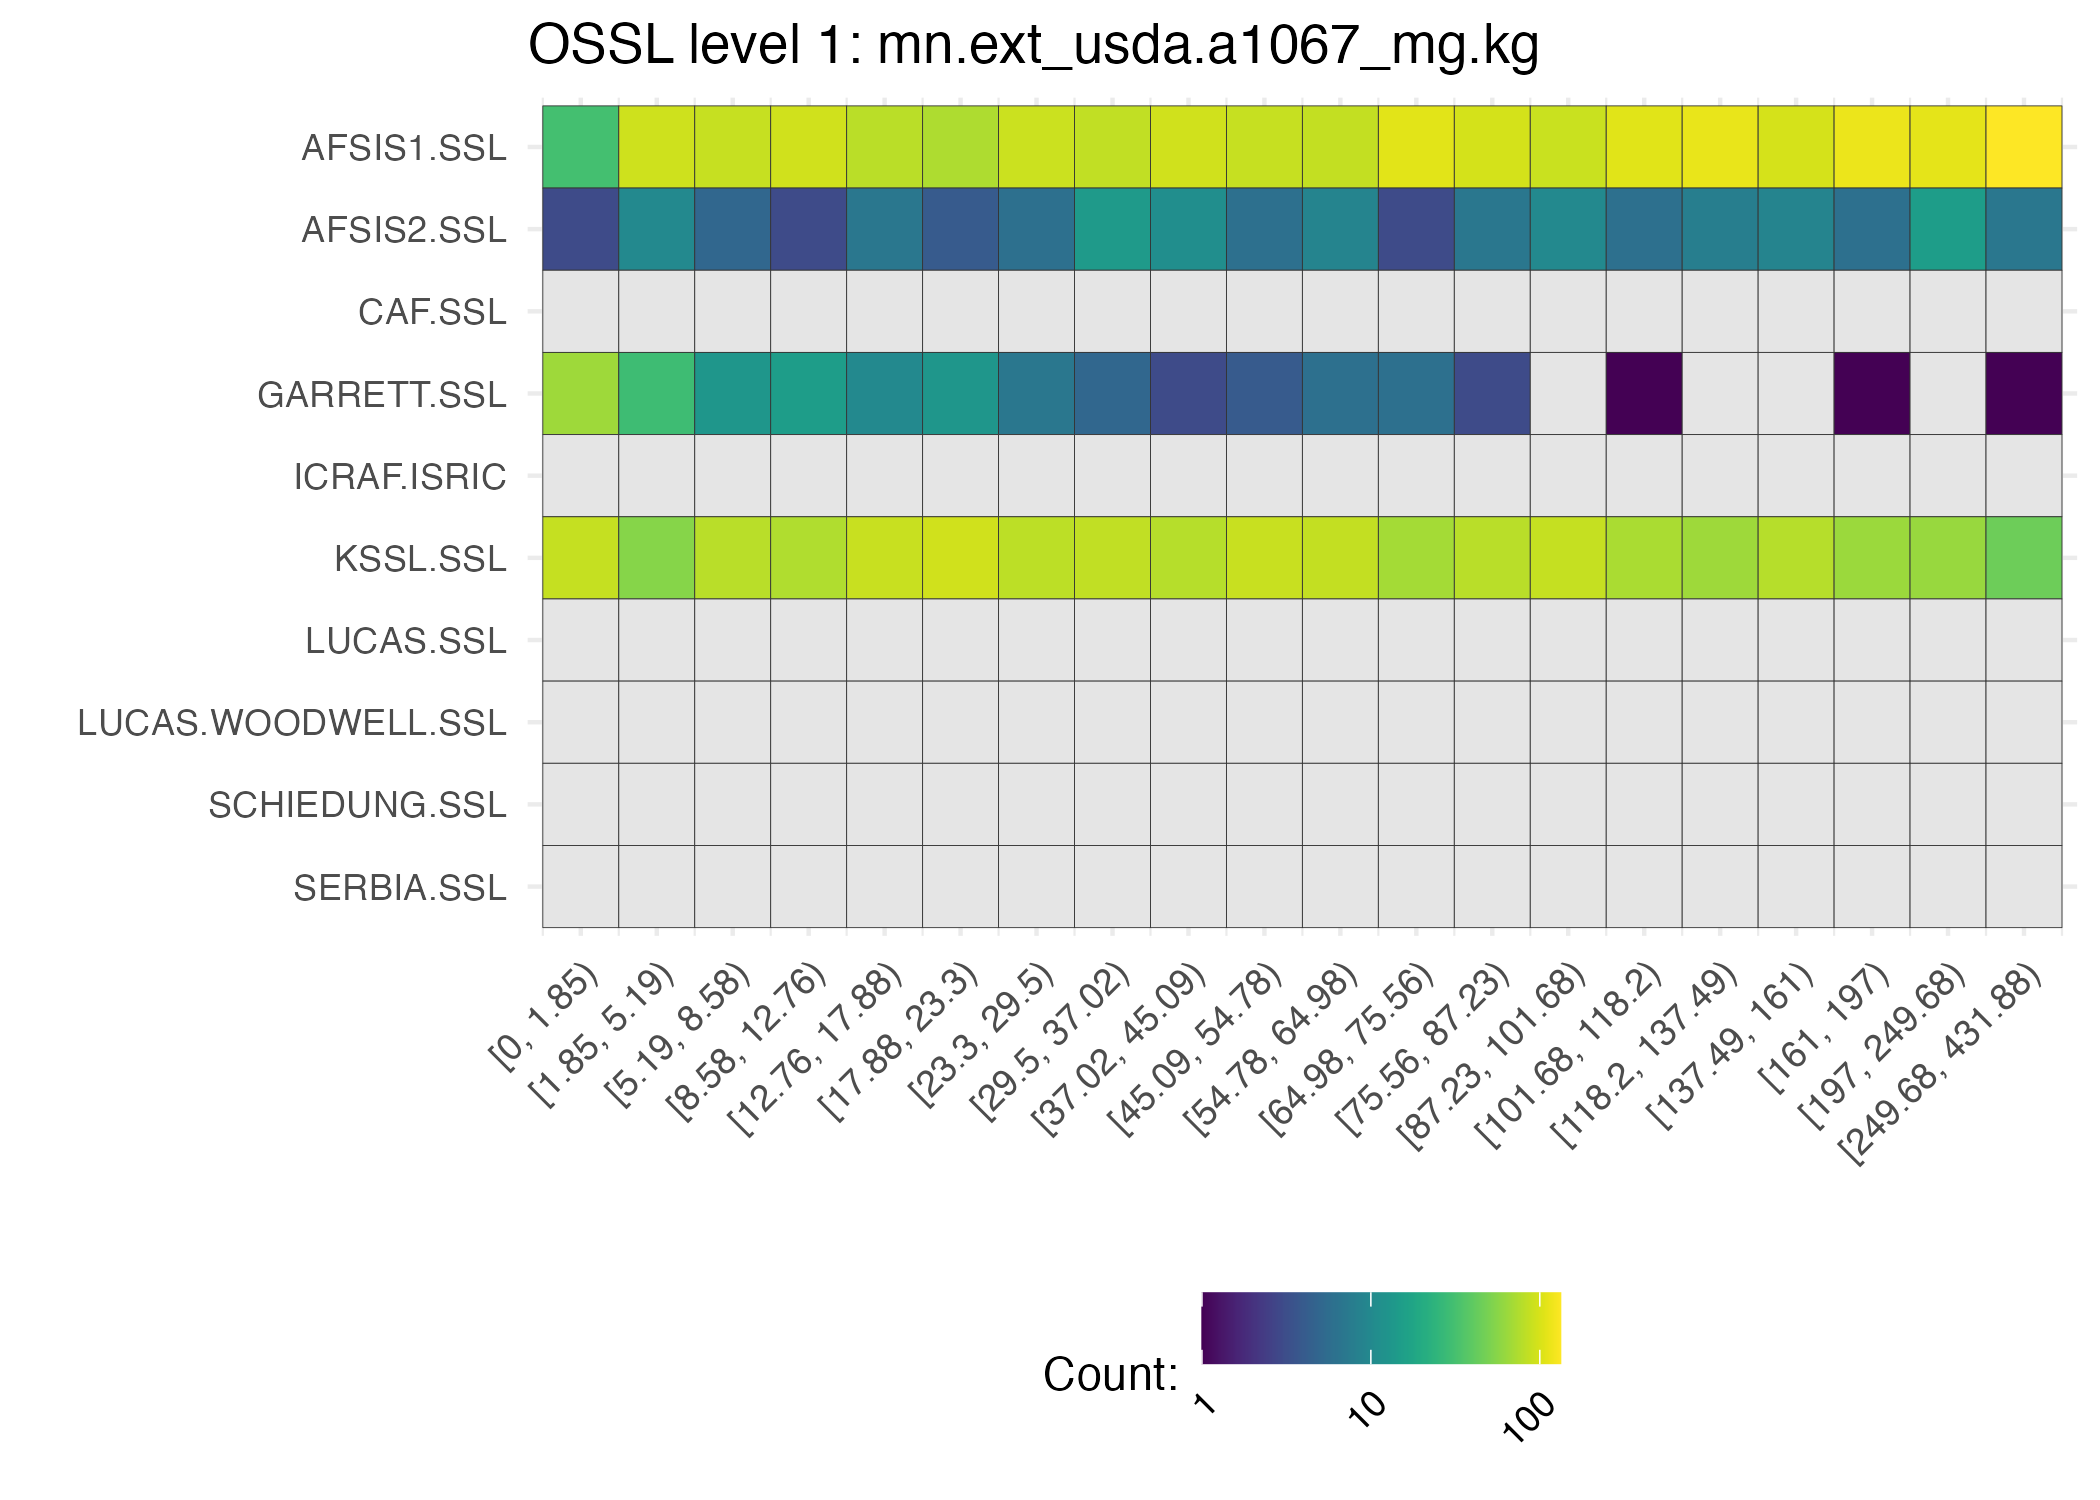 OSSL level 1: mn.ext_usda.a1067_mg.kg
AFSIS1.SSL
AFSIS2.SSL
CAF.SSL
GARRETT.SSL
ICRAF.ISRIC
KSSL.SSL
LUCAS.SSL
LUCAS.WOODWELL.SSL
SCHIEDUNG.SSL
SERBIA.SSL
[0, 1.85)
[1.85, 5.19)
[5.19, 8.58)
[8.58, 12.76)
[12.76, 17.88)
[17.88, 23.3)
[23.3, 29.5)
[29.5, 37.02)
[37.02, 45.09)
[45.09, 54.78)
[54.78, 64.98)
[64.98, 75.56)
[75.56, 87.23)
[87.23, 101.68)
[101.68, 118.2)
[118.2, 137.49)
[137.49, 161)
[161, 197)
[197, 249.68)
[249.68, 431.88)
Count:
1
10
100